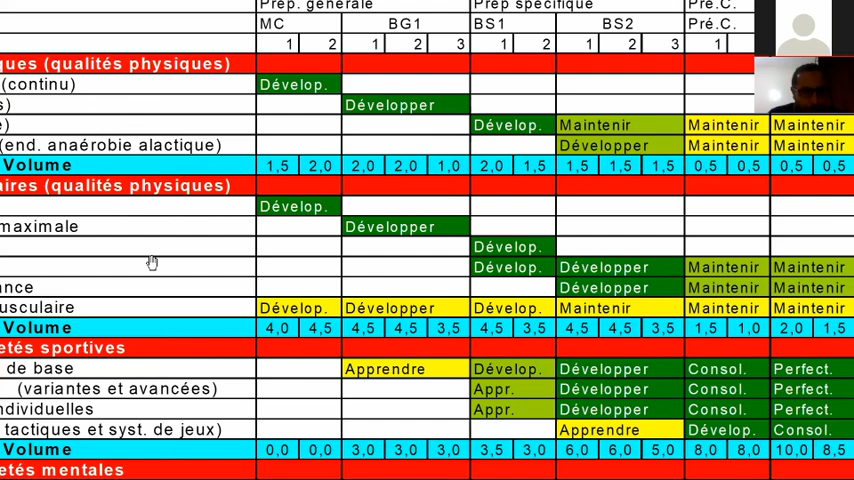 Prép. générale Prép spécifique Pré.C.
MC BG1 BS1 BS2 Pré.C.
1 2 1 2 3 1 2 1 2 3 1
ques (qualités physiques)
(continu) Dévelop.
s) Développer
e) Dévelop. Maintenir Maintenir Maintenir
(end. anaérobie alactique) Développer Maintenir Maintenir
Volume 1,5 2,0 2,0 2,0 1,0 2,0 1,5 1,5 1,5 1,5 0,5 0,5 0,5 0,5
aires (qualités physiques)
Dévelop.
maximale Développer
Dévelop.
Dévelop. Développer Maintenir Maintenir
ance Développer Maintenir Maintenir
usculaire Dévelop. Développer Dévelop. Maintenir Maintenir Maintenir
Volume 4,0 4,5 4,5 4,5 3,5 4,5 3,5 4,5 4,5 3,5 1,5 1,0 2,0 1,5
etés sportives
de base Apprendre Dévelop. Développer Consol. Perfect.
(variantes et avancées) Appr. Développer Consol. Perfect.
ndividuelles Appr. Développer Consol. Perfect.
tactiques et syst. de jeux) Apprendre Dévelop. Consol.
Volume 0,0 0,0 3,0 3,0 3,0 3,5 3,0 6,0 6,0 5,0 8,0 8,0 10,0 8,5
etés mentales